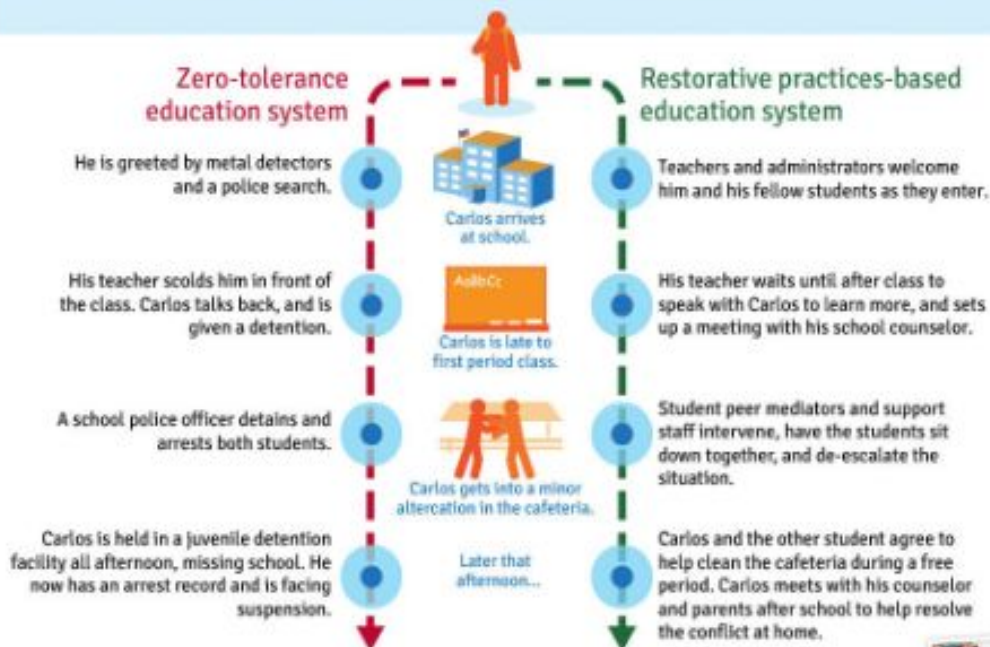 Zero-tolerance
education system
Restorative practices-based
education system
He is greeted by metal detectors
and a police search.
Carlos arrives
at school.
Teachers and administrators welcome
him and his fellow students as they enter.
His teacher scolds him in front of
the class. Carlos talks back, and is
given a detention.
AaBbCc
Carlos is late to
first period class.
His teacher waits until after class to
speak with Carlos to learn more, and sets
up a meeting with his school counselor.
A school police officer detains and
arrests both students.
Carlos gets into a minor
altercation in the cafeteria.
Student peer mediators and support
staff intervene, have the students sit
down together, and de-escalate the
situation.
Carlos is held in a juvenile detention
facility all afternoon, missing school. He
now has an arrest record and is facing
suspension.
Later that
afternoon...
Carlos and the other student agree to
help clean the cafeteria during a free
period. Carlos meets with his counselor
and parents after school to help resolve
the conflict at home.